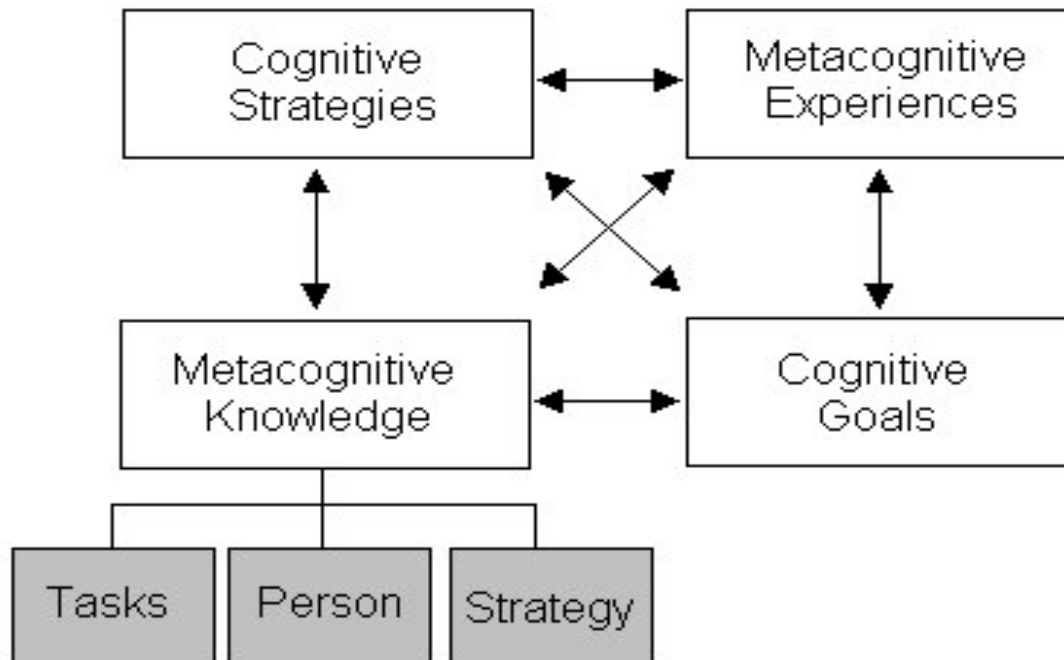 Cognitive
Strategies
Metacognitive
Experiences
Metacognitive
Knowledge
Cognitive
Goals
Tasks
Person
Strategy